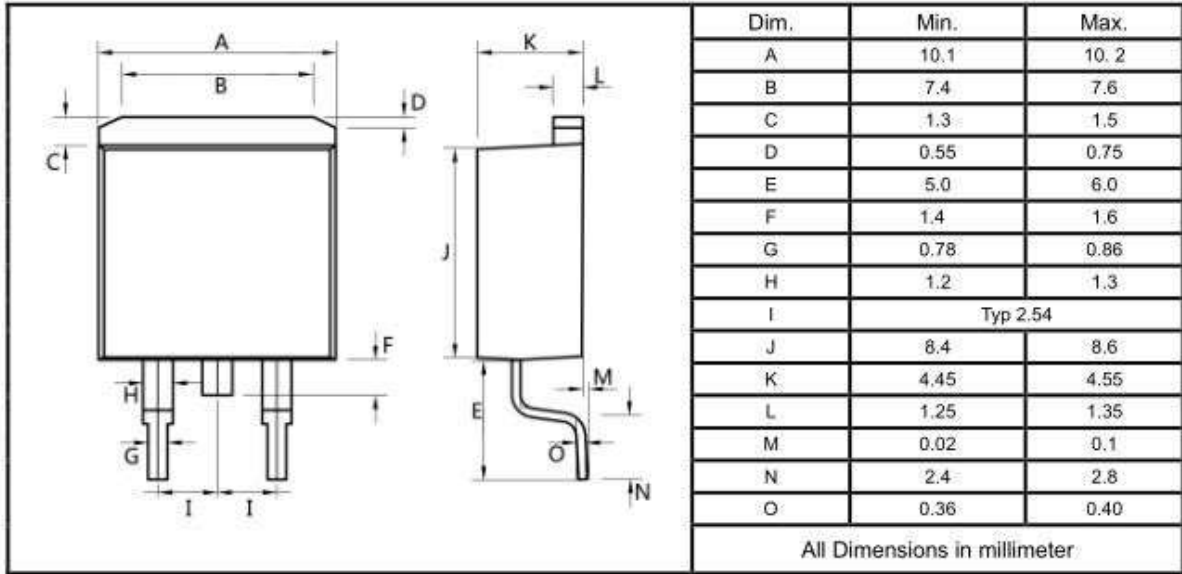 A
B
C
D
F
H
G
I I
K
L
J
M
E
O
N
Dim. Min. Max.
A 10.1 10. 2
B 7.4 7.6
C 1.3 1.5
D 0.55 0.75
E 5.0 6.0
F 1.4 1.6
G 0.78 0.86
H 1.2 1.3
I Typ 2.54
J 8.4 8.6
K 4.45 4.55
L 1.25 1.35
M 0.02 0.1
N 2.4 2.8
O 0.36 0.40
All Dimensions in millimeter